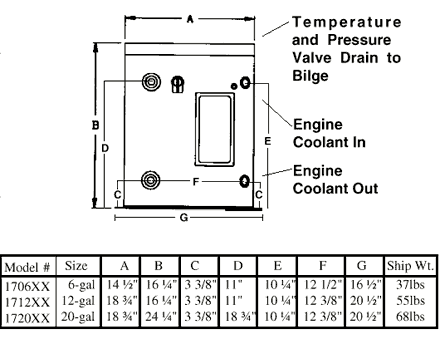 A
Temperature
and Pressure
Valve Drain to
Bilge
B
D
E
Engine
Coolant In
Engine
Coolant Out
C
F
C
G
Model # Size A B C D E F G Ship Wt.
1706XX 6-gal 14 ½" 16 ¼" 3 3/8" 11" 10 ¼" 12 1/2" 16 ½" 37lbs
1712XX 12-gal 18 ¾" 16 ¼" 3 3/8" 11" 10 ¼" 12 3/8" 20 ½" 55lbs
1720XX 20-gal 18 ¾" 24 ¼" 3 3/8" 18 ¾" 10 ¼" 12 3/8" 20 ½" 68lbs